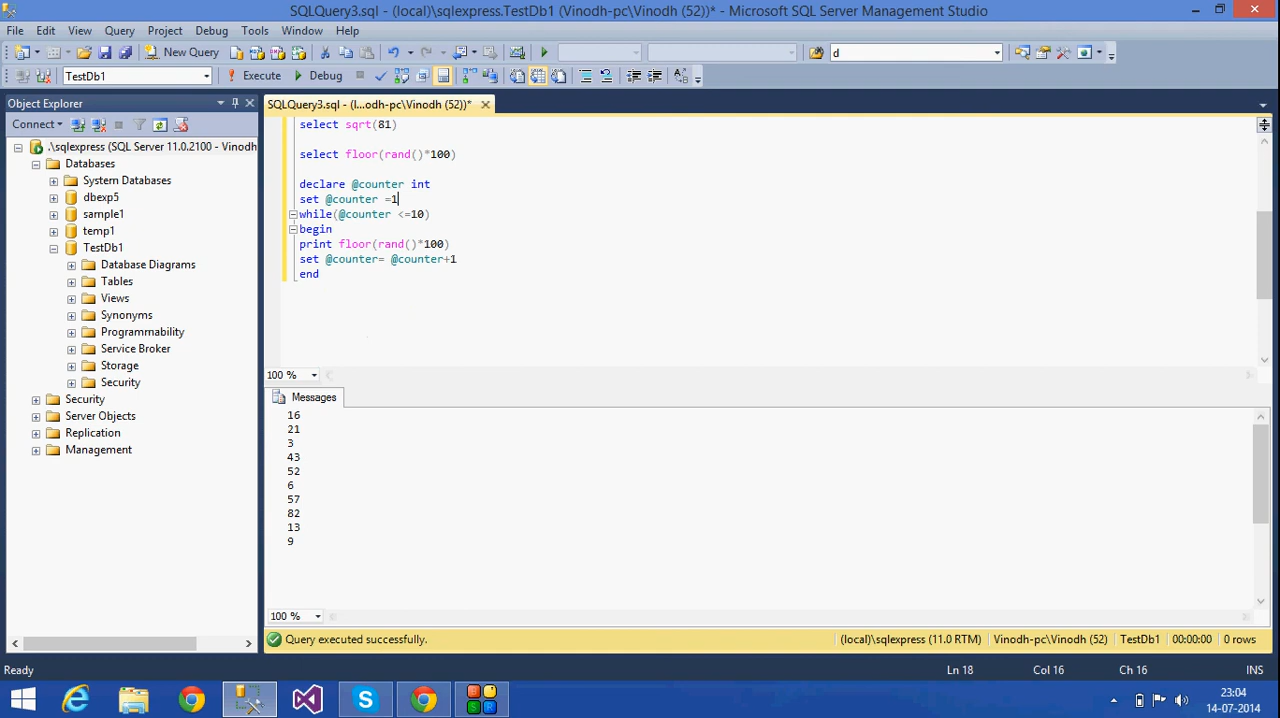 SQLQuery3.sql - (local)\sqlexpress.TestDb1 (Vinodh-pc\Vinodh (52))* - Microsoft SQL Server Management Studio
File Edit View Query Project Debug Tools Window Help
New Query d
TestDb1 Execute Debug
Object Explorer
SQLQuery3.sql - (l...odh-pc\Vinodh (52))*
Connect
.\sqlexpress (SQL Server 11.0.2100 - Vinodh
Databases
System Databases
dbexp5
sample1
temp1
TestDb1
Database Diagrams
Tables
Views
Synonyms
Programmability
Service Broker
Storage
Security
Security
Server Objects
Replication
Management
select sqrt(81)
select floor(rand()*100)
declare @counter int
set @counter =1
while(@counter <=10)
begin
print floor(rand()*100)
set @counter= @counter+1
end
100 %
Messages
16
21
3
43
52
6
57
82
13
9
100 %
Query executed successfully. (local)\sqlexpress (11.0 RTM) Vinodh-pc\Vinodh (52) TestDb1 00:00:00 0 rows
Ready Ln 18 Col 16 Ch 16 INS
23:04
14-07-2014